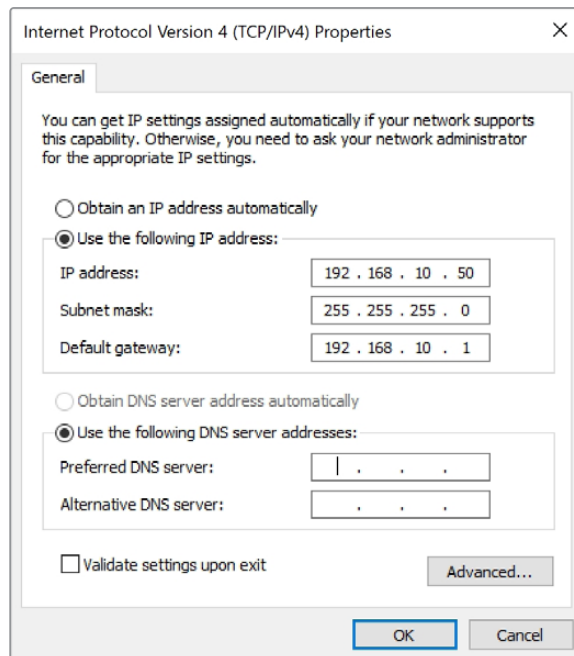 Internet Protocol Version 4 (TCP/IPv4) Properties
General
You can get IP settings assigned automatically if your network supports
this capability. Otherwise, you need to ask your network administrator
for the appropriate IP settings.
Obtain an IP address automatically
Use the following IP address:
IP address: 192 . 168 . 10 . 50
Subnet mask: 255 . 255 . 255 . 0
Default gateway: 192 . 168 . 10 . 1
Obtain DNS server address automatically
Use the following DNS server addresses:
Preferred DNS server: . . .
Alternative DNS server: . . .
Validate settings upon exit
Advanced...
OK Cancel